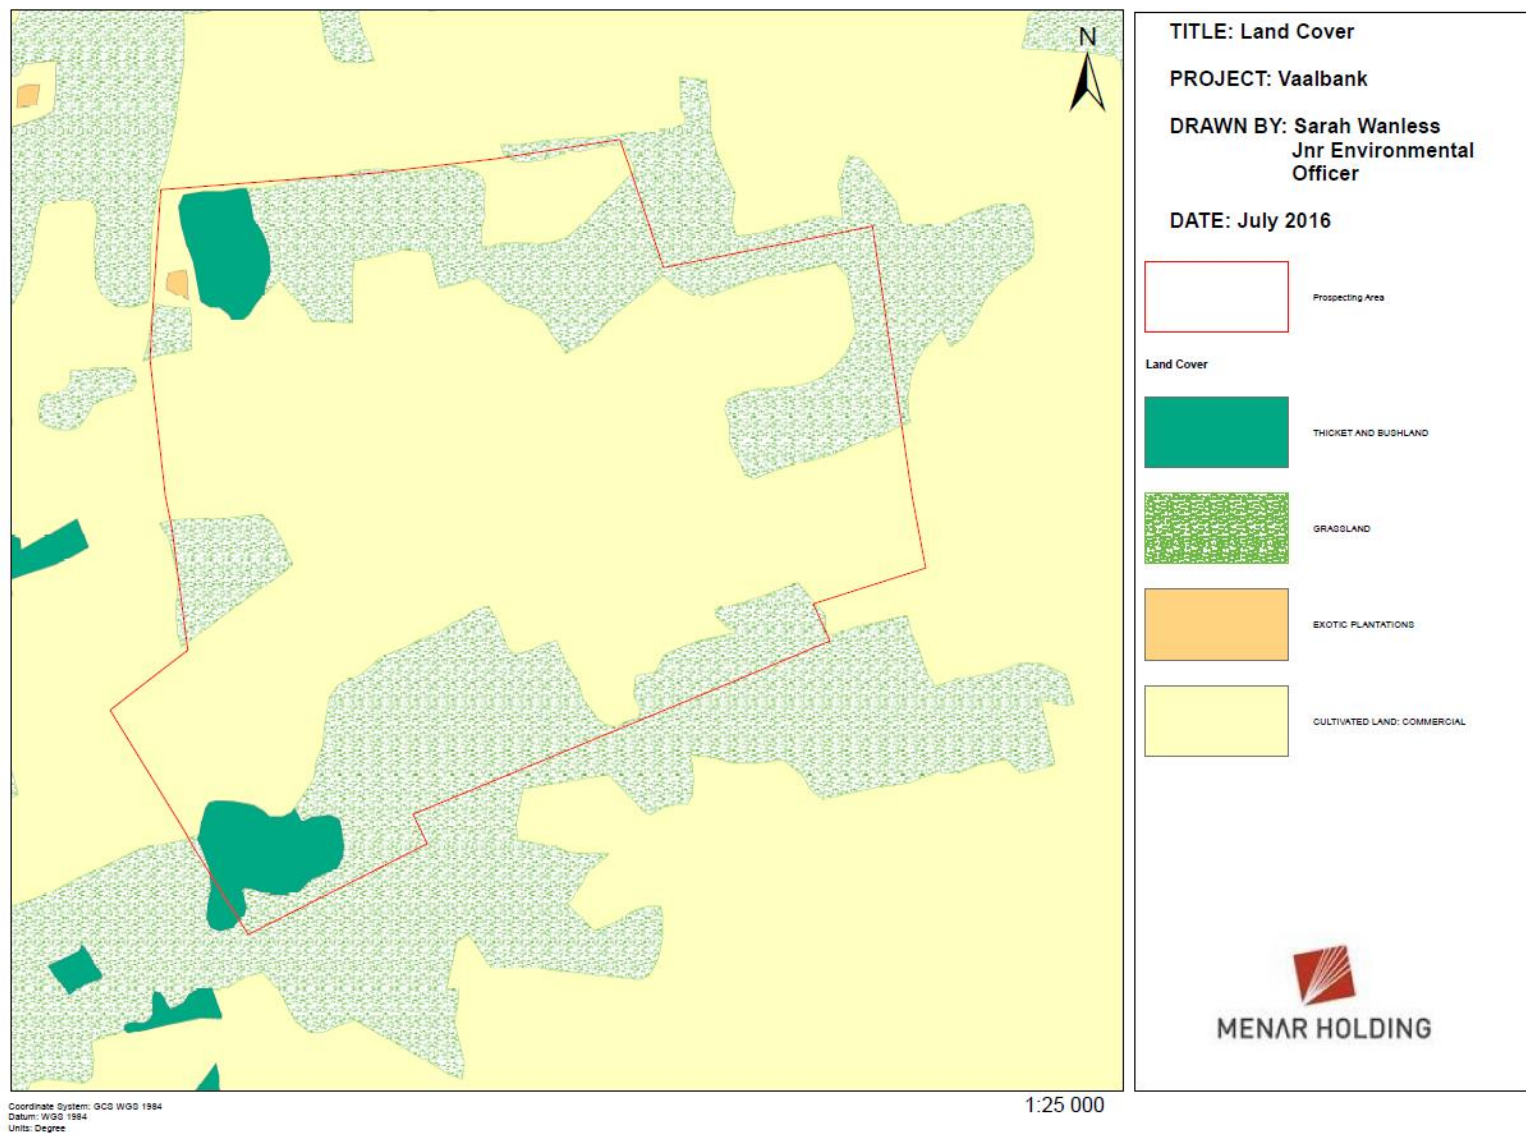 N
TITLE: Land Cover
PROJECT: Vaalbank
DRAWN BY: Sarah Wanless
Jnr Environmental
Officer
DATE: July 2016
Prospecting Area
Land Cover
THICKET AND BUSHLAND
GRASSLAND
EXOTIC PLANTATIONS
CULTIVATED LAND: COMMERCIAL
MENAR HOLDING
1:25 000
Coordinate System: GCS WGS 1984
Datum: WGS 1984
Units: Degree